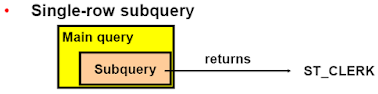 • Single-row subquery
Main query
Subquery
returns
ST_CLERK